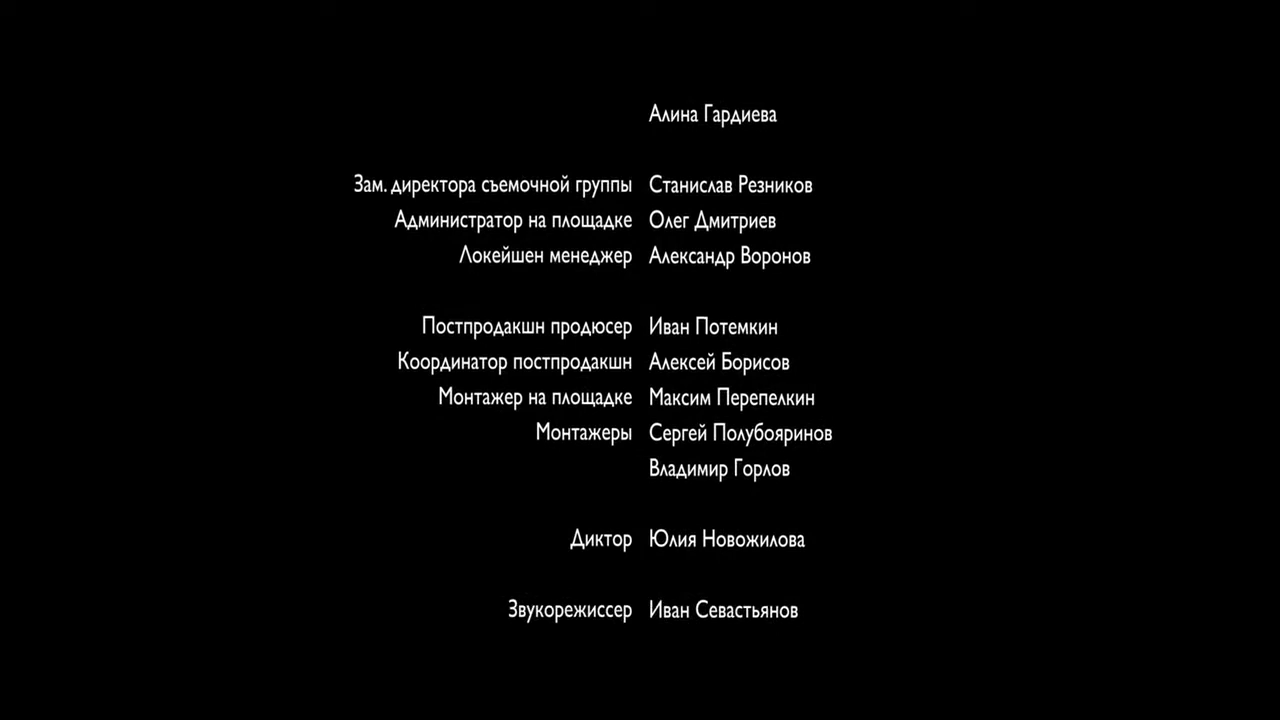 Алина Гардиева
Зам. директора съемочной группы Станислав Резников
Администратор на площадке Олег Дмитриев
Локейшен менеджер Александр Воронов
Постпродакшн продюсер Иван Потемкин
Координатор постпродакшн Алексей Борисов
Монтажер на площадке Максим Перепелкин
Монтажеры Сергей Полубояринов
Владимир Горлов
Диктор Юлия Новожилова
Звукорежиссер Иван Севастьянов